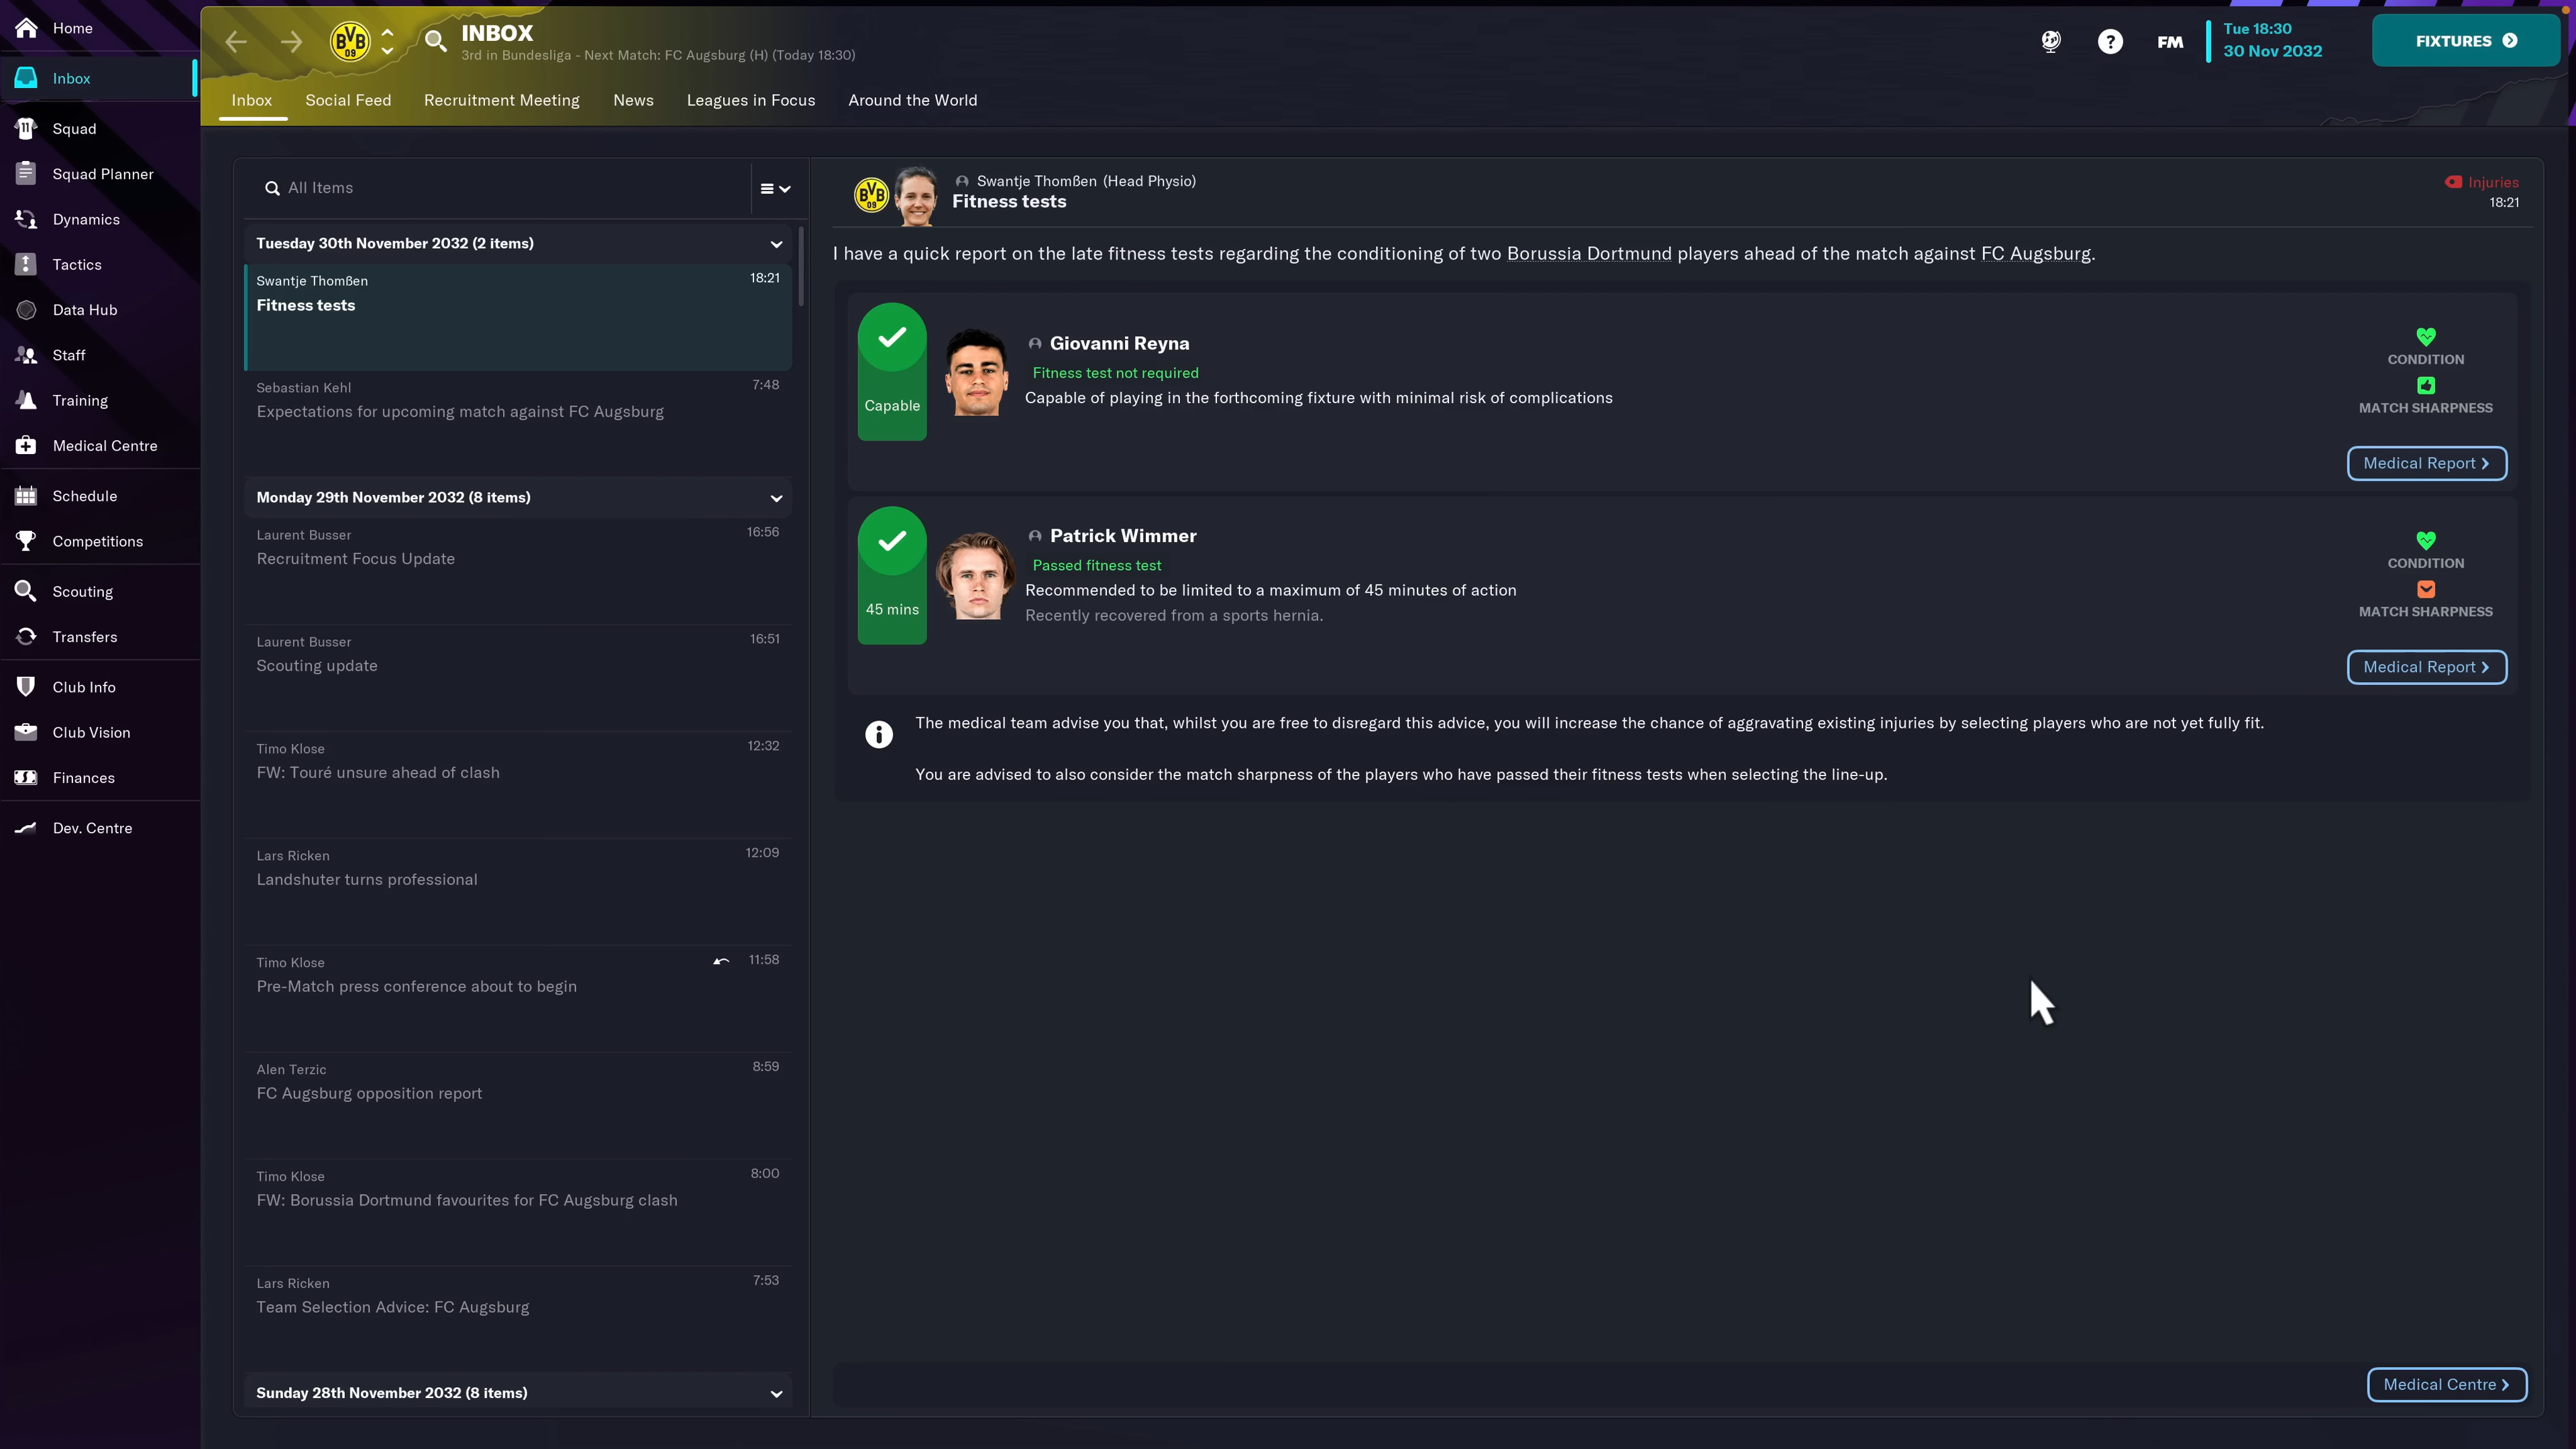 Home
Inbox
Squad
Squad Planner
Dynamics
Tactics
Data Hub
Staff
Training
Medical Centre
Schedule
Competitions
Scouting
Transfers
Club Info
Club Vision
Finances
Dev. Centre
BVB
09
INBOX
3rd in Bundesliga - Next Match: FC Augsburg (H) (Today 18:30)
FM
Tue 18:30
30 Nov 2032
FIXTURES
Inbox Social Feed Recruitment Meeting News Leagues in Focus Around the World
All Items
Tuesday 30th November 2032 (2 items)
Swantje Thomßen 18:21
Fitness tests
Sebastian Kehl 7:48
Expectations for upcoming match against FC Augsburg
Monday 29th November 2032 (8 items)
Laurent Busser 16:56
Recruitment Focus Update
Laurent Busser 16:51
Scouting update
Timo Klose 12:32
FW: Touré unsure ahead of clash
Lars Ricken 12:09
Landshuter turns professional
Timo Klose 11:58
Pre-Match press conference about to begin
Alen Terzic 8:59
FC Augsburg opposition report
Timo Klose 8:00
FW: Borussia Dortmund favourites for FC Augsburg clash
Lars Ricken 7:53
Team Selection Advice: FC Augsburg
Sunday 28th November 2032 (8 items)
BVB
09
Swantje Thomßen (Head Physio)
Fitness tests
Injuries
18:21
I have a quick report on the late fitness tests regarding the conditioning of two Borussia Dortmund players ahead of the match against FC Augsburg.
Capable
Giovanni Reyna
Fitness test not required
Capable of playing in the forthcoming fixture with minimal risk of complications
CONDITION
MATCH SHARPNESS
Medical Report
45 mins
Patrick Wimmer
Passed fitness test
Recommended to be limited to a maximum of 45 minutes of action
Recently recovered from a sports hernia.
CONDITION
MATCH SHARPNESS
Medical Report
The medical team advise you that, whilst you are free to disregard this advice, you will increase the chance of aggravating existing injuries by selecting players who are not yet fully fit.
You are advised to also consider the match sharpness of the players who have passed their fitness tests when selecting the line-up.
Medical Centre